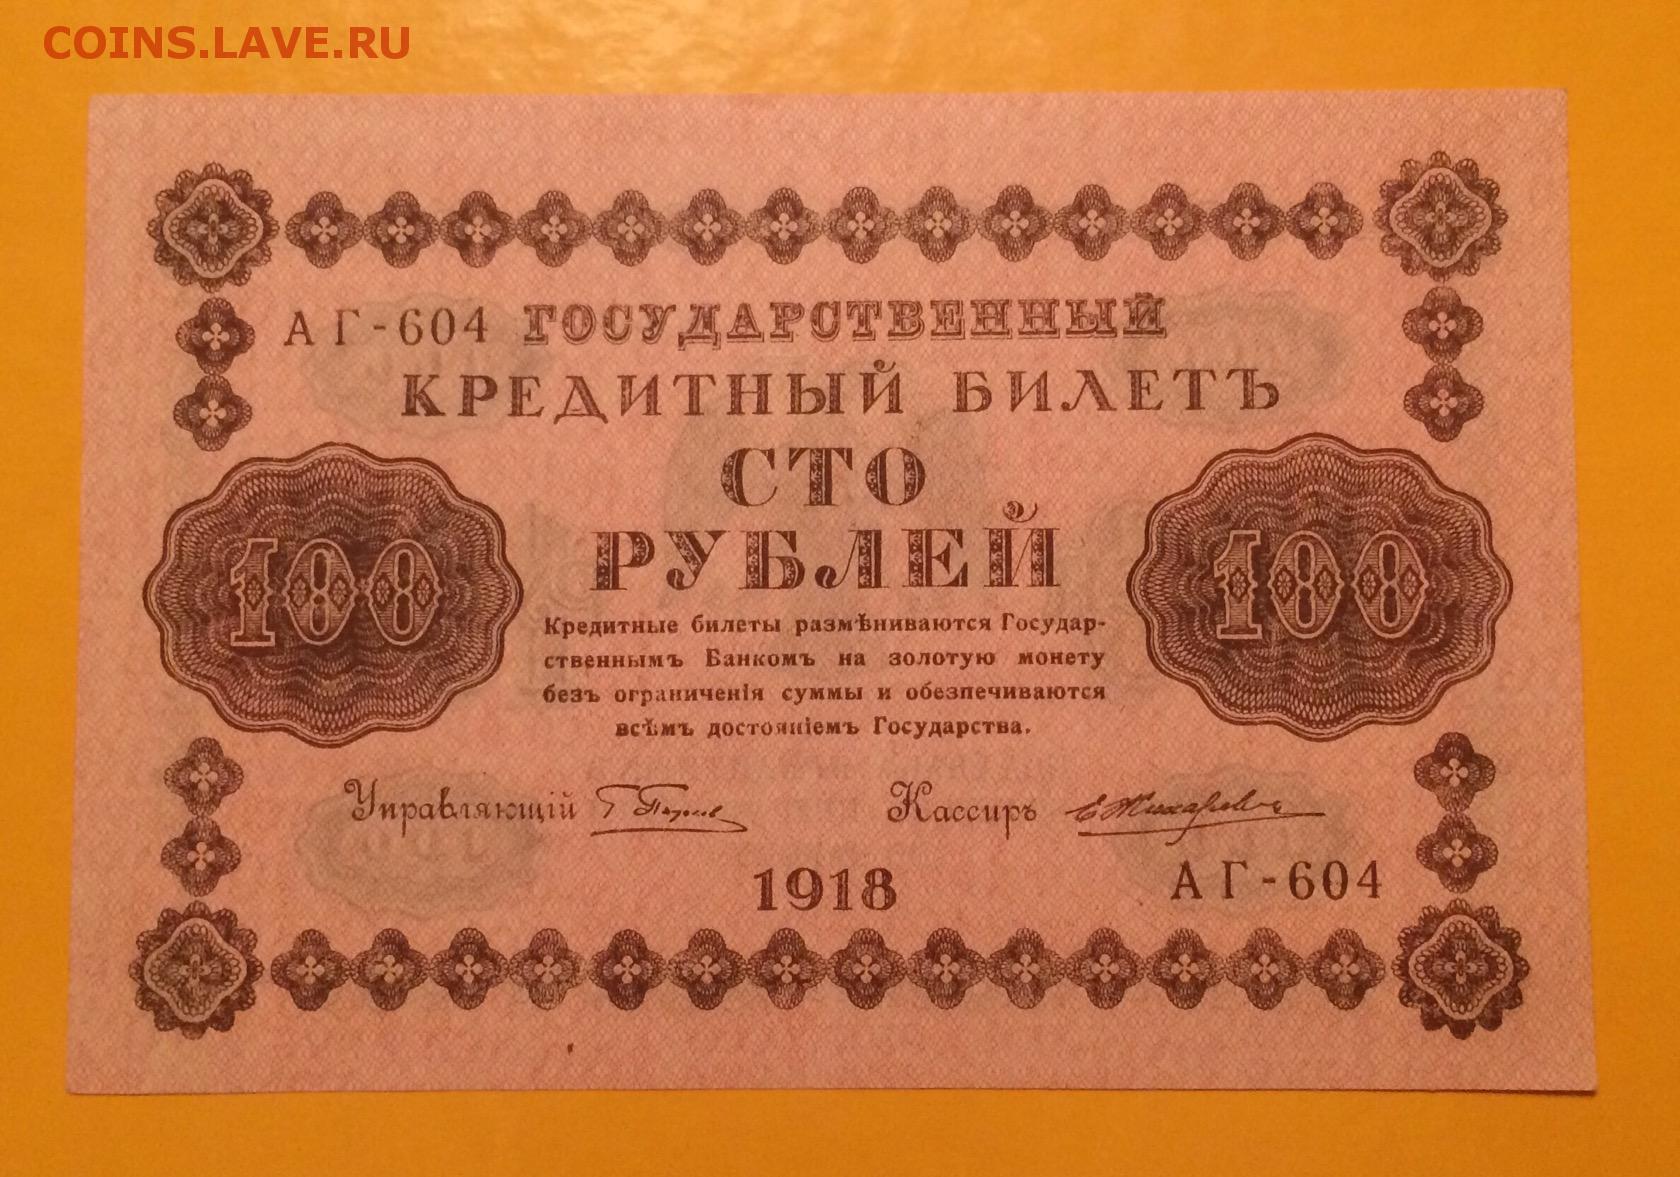 COINS.LAVE.RU
АГ-604 ГОСУДАРСТВЕННЫЙ
КРЕДИТНЫЙ БИЛЕТЪ
СТО
РУБЛЕЙ
100 100
Кредитные билеты размѣниваются Государ-
ственнымъ Банкомъ на золотую монету
безъ ограниченія суммы и обезпечиваются
всѣмъ достояніемъ Государства.
Управляющій Кассиръ
1918 АГ-604